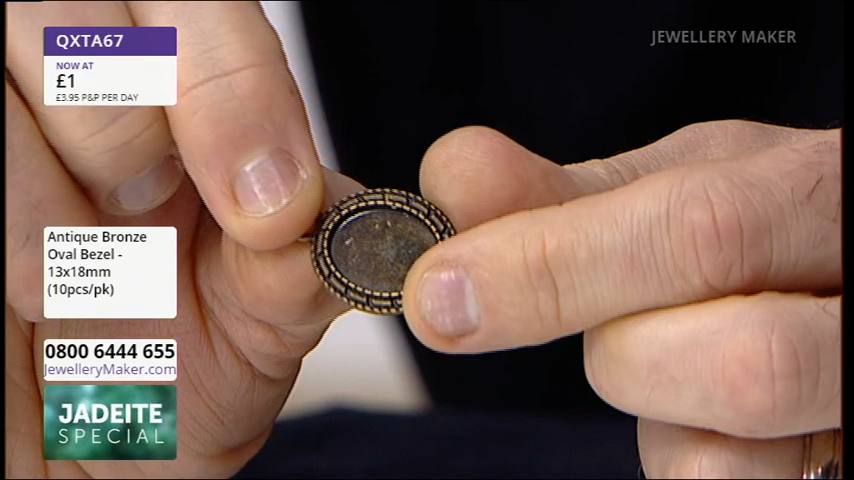 QXTA67
NOW AT
£1
£3.95 P&P PER DAY
JEWELLERY MAKER
Antique Bronze
Oval Bezel -
13x18mm
(10pcs/pk)
0800 6444 655
JewelleryMaker.com
JADEITE
SPECIAL